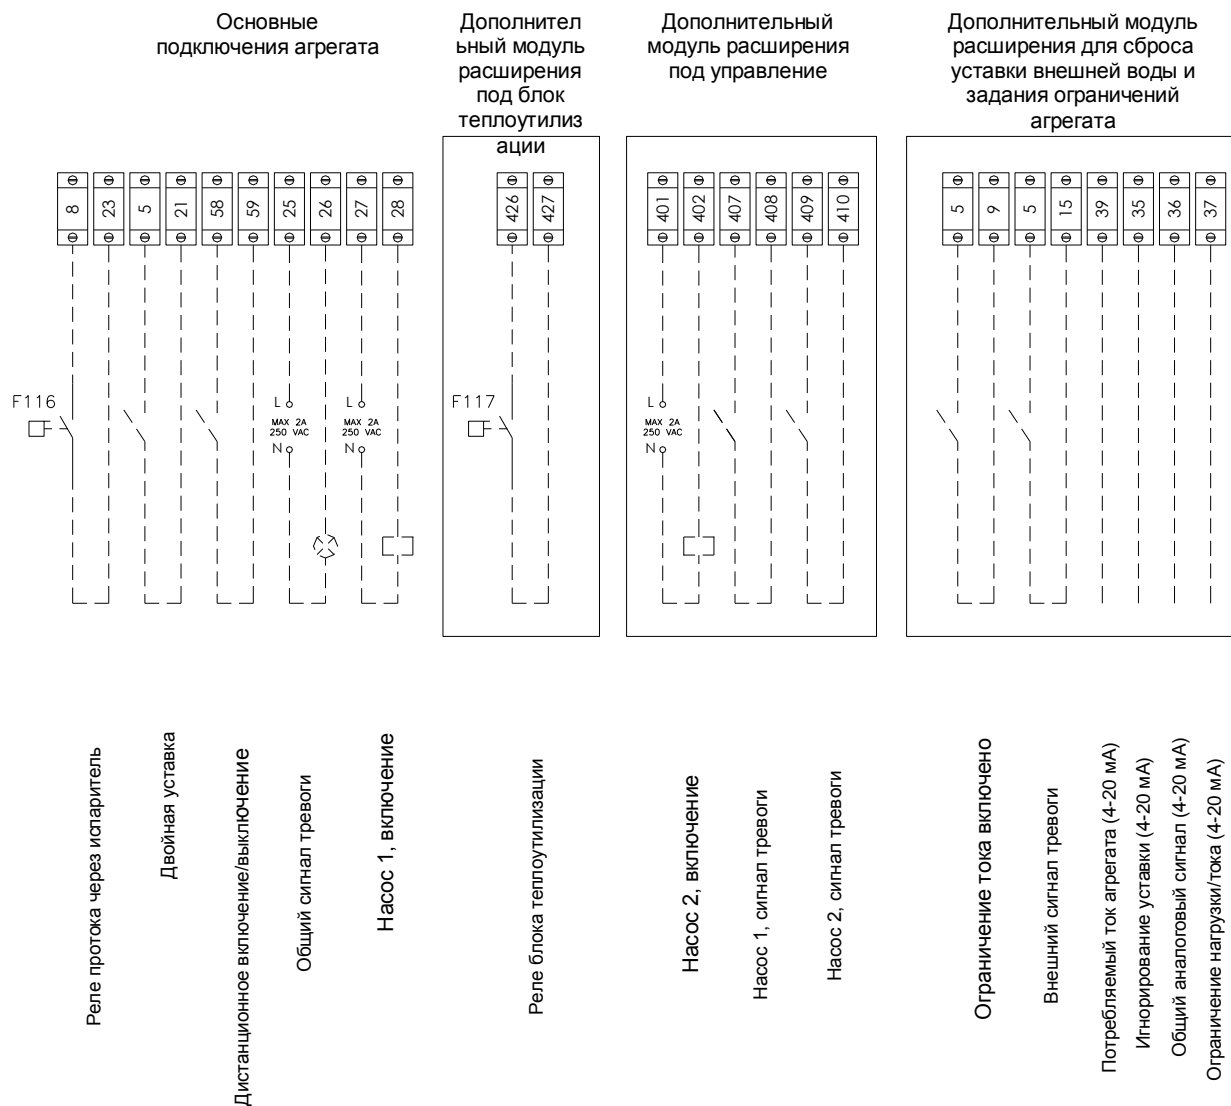 Основные
подключения агрегата
Дополнител
ьный модуль
расширения
под блок
теплоутилиз
ации
Дополнительный
модуль расширения
под управление
Дополнительный модуль
расширения для сброса
уставки внешней воды и
задания ограничений
агрегата
8
23
5
21
58
59
25
26
27
28
426
427
401
402
407
408
409
410
5
9
5
15
39
35
36
37
F116
L
MAX 2A
250 VAC
N
L
MAX 2A
250 VAC
N
F117
L
MAX 2A
250 VAC
N
Реле протока через испаритель
Двойная уставка
Дистанционное включение/выключение
Общий сигнал тревоги
Насос 1, включение
Реле блока теплоутилизации
Насос 2, включение
Насос 1, сигнал тревоги
Насос 2, сигнал тревоги
Ограничение тока включено
Внешний сигнал тревоги
Потребляемый ток агрегата (4-20 мА)
Игнорирование уставки (4-20 мА)
Общий аналоговый сигнал (4-20 мА)
Ограничение нагрузки/тока (4-20 мА)